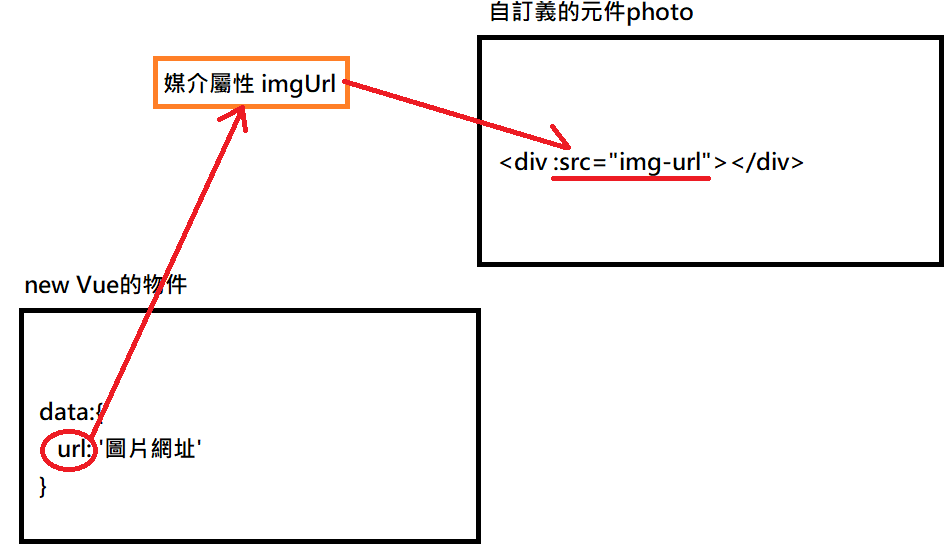 自訂義的元件photo
媒介屬性 imgUrl
<div :src="img-url"></div>
new Vue的物件
data:{
url: '圖片網址'
}